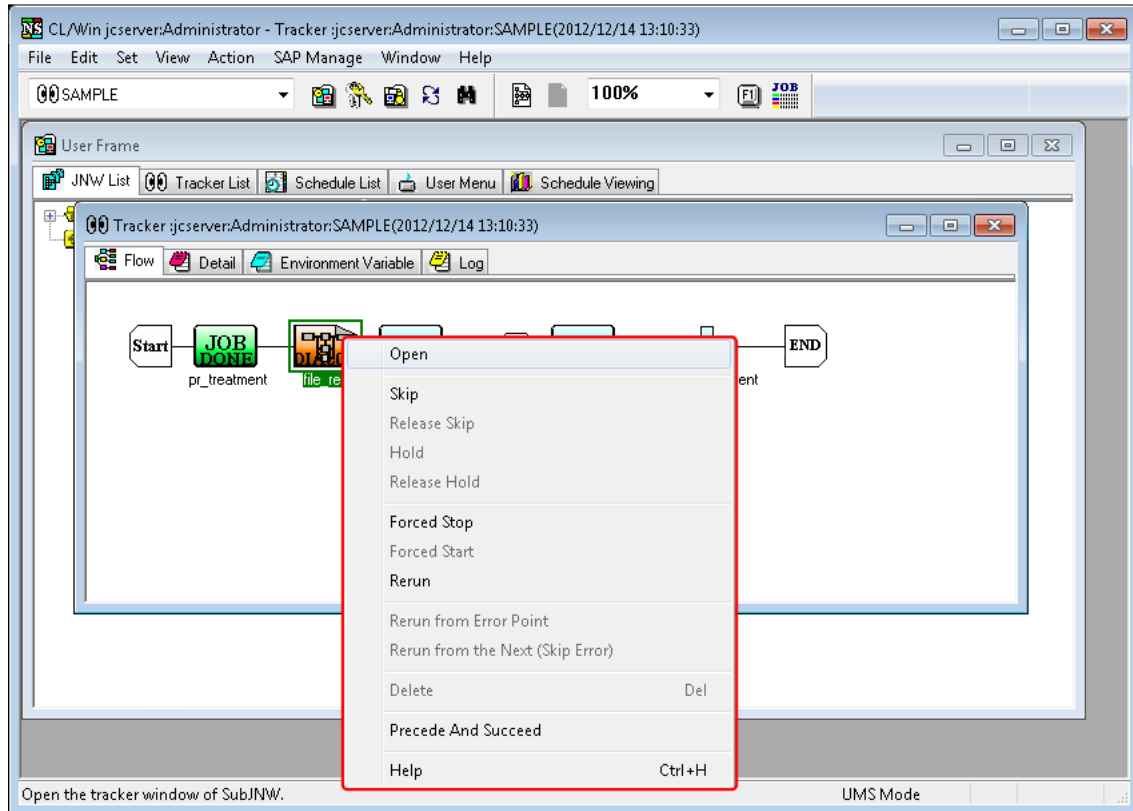 CL/Win jcserver:Administrator - Tracker :jcserver:Administrator:SAMPLE(2012/12/14 13:10:33)
File Edit Set View Action SAP Manage Window Help
SAMPLE 100% F1 JOB
User Frame
JNW List Tracker List Schedule List User Menu Schedule Viewing
Tracker :jcserver:Administrator:SAMPLE(2012/12/14 13:10:33)
Flow Detail Environment Variable Log
Start JOB DONE END
pr_treatment file_re ent
Open
Skip
Release Skip
Hold
Release Hold
Forced Stop
Forced Start
Rerun
Rerun from Error Point
Rerun from the Next (Skip Error)
Delete Del
Precede And Succeed
Help Ctrl+H
Open the tracker window of SubJNW. UMS Mode